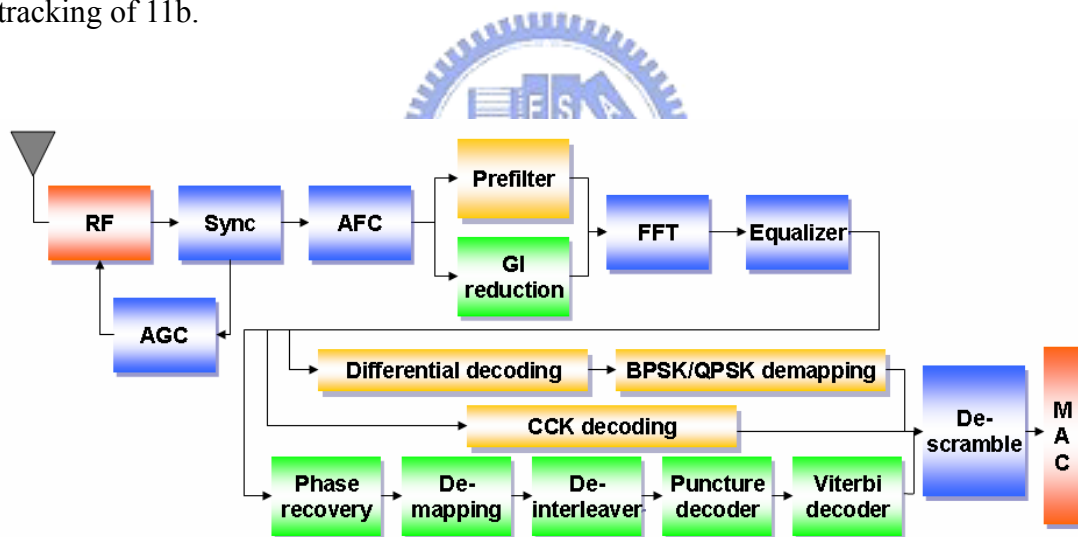 tracking of 11b.
ES
RF
Sync
AFC
Prefilter
GI
reduction
FFT
Equalizer
AGC
Differential decoding
BPSK/QPSK demapping
CCK decoding
De-
scramble
M
A
C
Phase
recovery
De-
mapping
De-
interleaver
Puncture
decoder
Viterbi
decoder